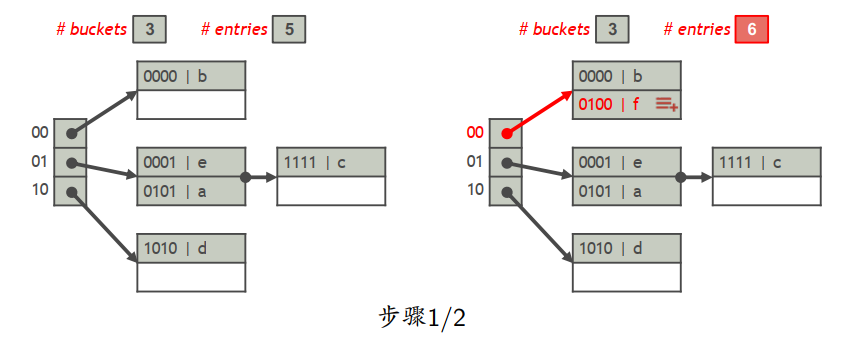 # buckets 3 # entries 5
0000 | b
00
01
10
0001 | e
0101 | a
1111 | c
1010 | d
# buckets 3 # entries 6
0000 | b
0100 | f
00
01
10
0001 | e
0101 | a
1111 | c
1010 | d
步骤1/2